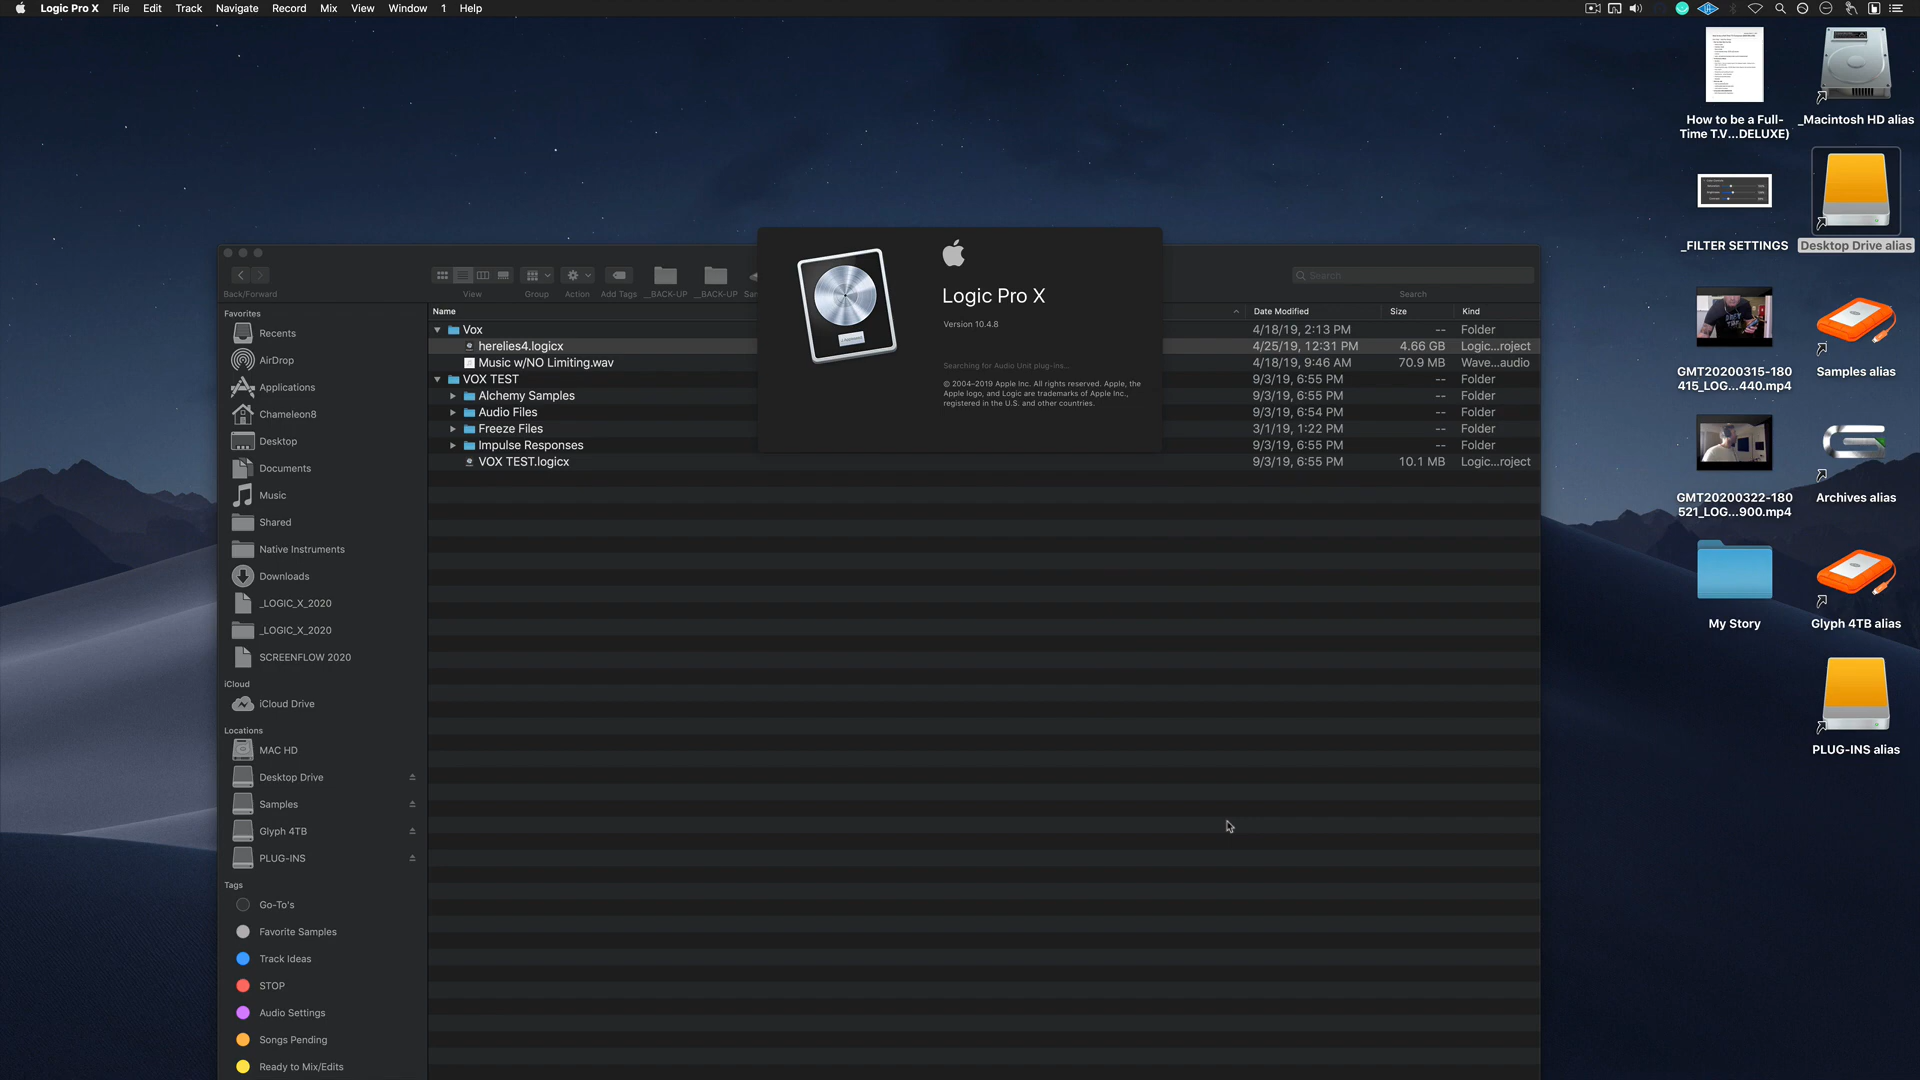 Logic Pro X File Edit Track Navigate Record Mix View Window 1 Help
How to be a Full-
Time T.V...DELUXE)
_Macintosh HD alias
_FILTER SETTINGS
Desktop Drive alias
GMT20200315-180
415_LOG...440.mp4
Samples alias
GMT20200322-180
521_LOG...900.mp4
Archives alias
My Story
Glyph 4TB alias
PLUG-INS alias
Back/Forward
View
Group
Action
Add Tags
__BACK-UP
__BACK-UP
Search
Search
Favorites
Recents
AirDrop
Applications
Chameleon8
Desktop
Documents
Music
Shared
Native Instruments
Downloads
_LOGIC_X_2020
_LOGIC_X_2020
SCREENFLOW 2020
iCloud
iCloud Drive
Locations
MAC HD
Desktop Drive
Samples
Glyph 4TB
PLUG-INS
Tags
Go-To's
Favorite Samples
Track Ideas
STOP
Audio Settings
Songs Pending
Ready to Mix/Edits
Name Date Modified Size Kind
Vox 4/18/19, 2:13 PM -- Folder
herelies4.logicx 4/25/19, 12:31 PM 4.66 GB Logic...roject
Music w/NO Limiting.wav 4/18/19, 9:46 AM 70.9 MB Wave...audio
VOX TEST 9/3/19, 6:55 PM -- Folder
Alchemy Samples 9/3/19, 6:55 PM -- Folder
Audio Files 9/3/19, 6:54 PM -- Folder
Freeze Files 3/1/19, 1:22 PM -- Folder
Impulse Responses 9/3/19, 6:55 PM -- Folder
VOX TEST.logicx 9/3/19, 6:55 PM 10.1 MB Logic...roject
Logic Pro X
Version 10.4.8
Searching for Audio Unit plug-ins...
© 2004–2019 Apple Inc. All rights reserved. Apple, the
Apple logo, and Logic are trademarks of Apple Inc.,
registered in the U.S. and other countries.